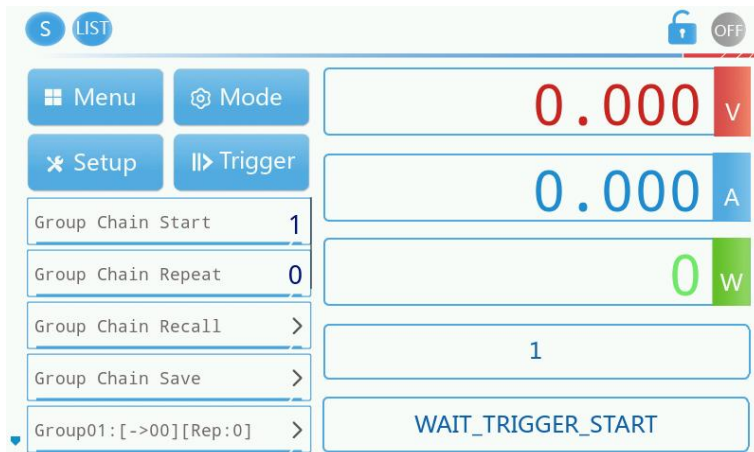 S LIST OFF
Menu Mode
Setup Trigger
Group Chain Start 1
Group Chain Repeat 0
Group Chain Recall
Group Chain Save
Group01:[->00][Rep:0]
0.000 V
0.000 A
0 W
1
WAIT_TRIGGER_START